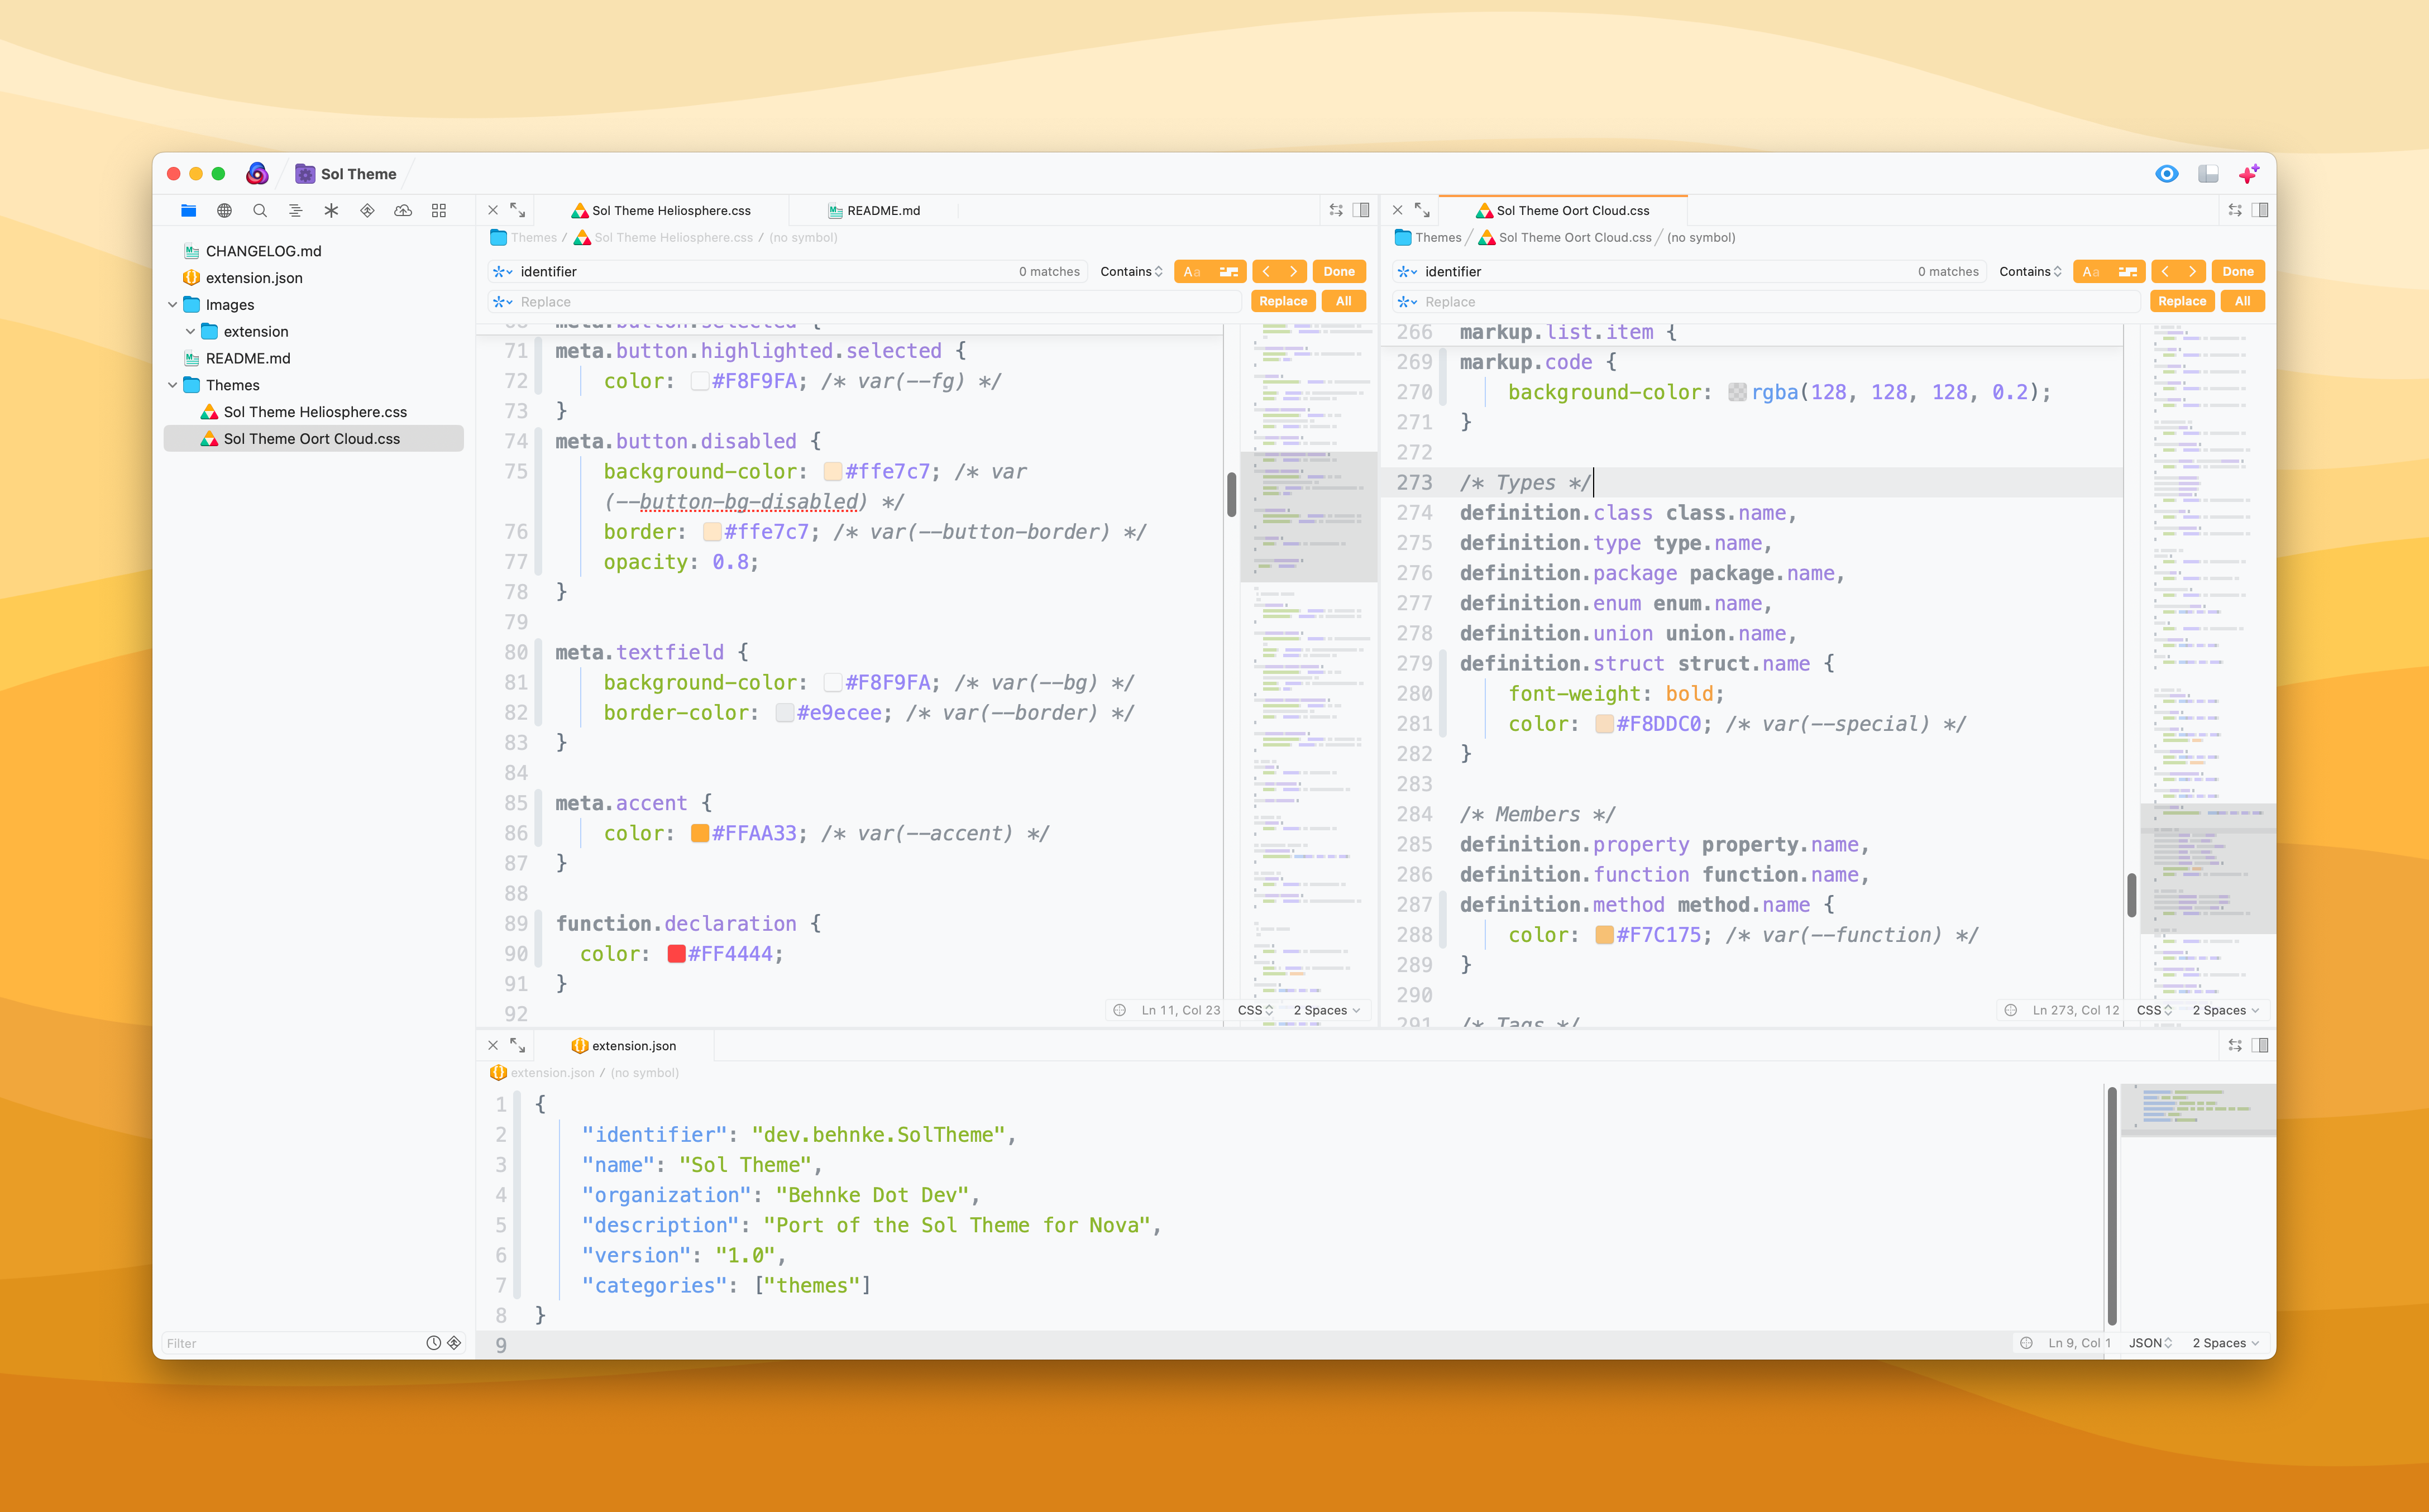 Sol Theme
CHANGELOG.md
extension.json
Images
extension
README.md
Themes
Sol Theme Heliosphere.css
Sol Theme Oort Cloud.css
Filter
Sol Theme Heliosphere.css
README.md
Themes / Sol Theme Heliosphere.css / (no symbol)
identifier 0 matches Contains Aa Done
Replace Replace All
meta.button.selected {
71 meta.button.highlighted.selected {
72 color: #F8F9FA; /* var(--fg) */
73 }
74 meta.button.disabled {
75 background-color: #ffe7c7; /* var
(--button-bg-disabled) */
76 border: #ffe7c7; /* var(--button-border) */
77 opacity: 0.8;
78 }
79
80 meta.textfield {
81 background-color: #F8F9FA; /* var(--bg) */
82 border-color: #e9ecee; /* var(--border) */
83 }
84
85 meta.accent {
86 color: #FFAA33; /* var(--accent) */
87 }
88
89 function.declaration {
90 color: #FF4444;
91 }
92
Ln 11, Col 23 CSS 2 Spaces
Sol Theme Oort Cloud.css
Themes / Sol Theme Oort Cloud.css / (no symbol)
identifier 0 matches Contains Aa Done
Replace Replace All
266 markup.list.item {
269 markup.code {
270 background-color: rgba(128, 128, 128, 0.2);
271 }
272
273 /* Types */
274 definition.class class.name,
275 definition.type type.name,
276 definition.package package.name,
277 definition.enum enum.name,
278 definition.union union.name,
279 definition.struct struct.name {
280 font-weight: bold;
281 color: #F8DDC0; /* var(--special) */
282 }
283
284 /* Members */
285 definition.property property.name,
286 definition.function function.name,
287 definition.method method.name {
288 color: #F7C175; /* var(--function) */
289 }
290
291 /* Tags */
Ln 273, Col 12 CSS 2 Spaces
extension.json
extension.json / (no symbol)
1 {
2 "identifier": "dev.behnke.SolTheme",
3 "name": "Sol Theme",
4 "organization": "Behnke Dot Dev",
5 "description": "Port of the Sol Theme for Nova",
6 "version": "1.0",
7 "categories": ["themes"]
8 }
9
Ln 9, Col 1 JSON 2 Spaces